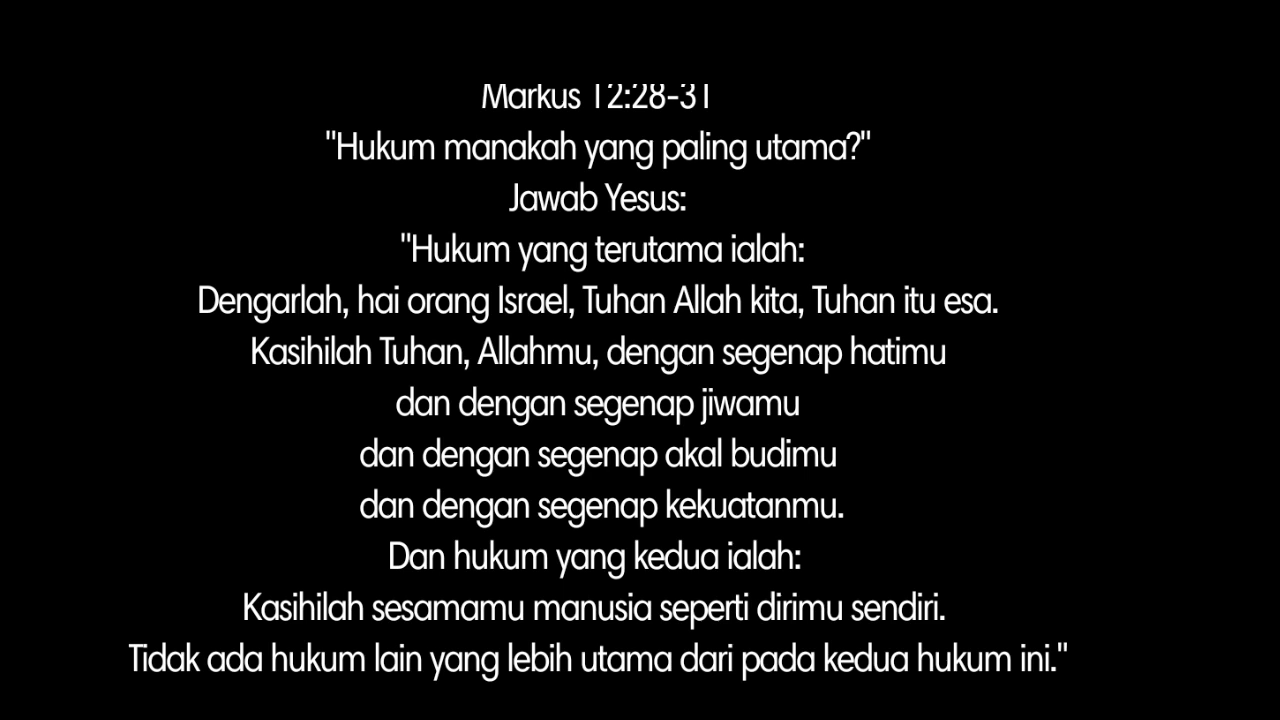 Markus 12:28-31
"Hukum manakah yang paling utama?"
Jawab Yesus:
"Hukum yang terutama ialah:
Dengarlah, hai orang Israel, Tuhan Allah kita, Tuhan itu esa.
Kasihilah Tuhan, Allahmu, dengan segenap hatimu
dan dengan segenap jiwamu
dan dengan segenap akal budimu
dan dengan segenap kekuatanmu.
Dan hukum yang kedua ialah:
Kasihilah sesamamu manusia seperti dirimu sendiri.
Tidak ada hukum lain yang lebih utama dari pada kedua hukum ini."